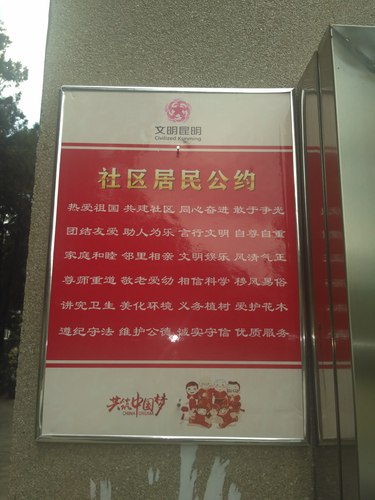 文明昆明
Civilized Kunming
社区居民公约
热爱祖国 共建社区 同心奋进 敢于争光
团结友爱 助人为乐 言行文明 自尊自重
家庭和睦 邻里相亲 文明娱乐 风清气正
尊师重道 敬老爱幼 相信科学 移风易俗
讲究卫生 美化环境 义务植树 爱护花木
遵纪守法 维护公德 诚实守信 优质服务
共筑中国梦
CHINA DREAM